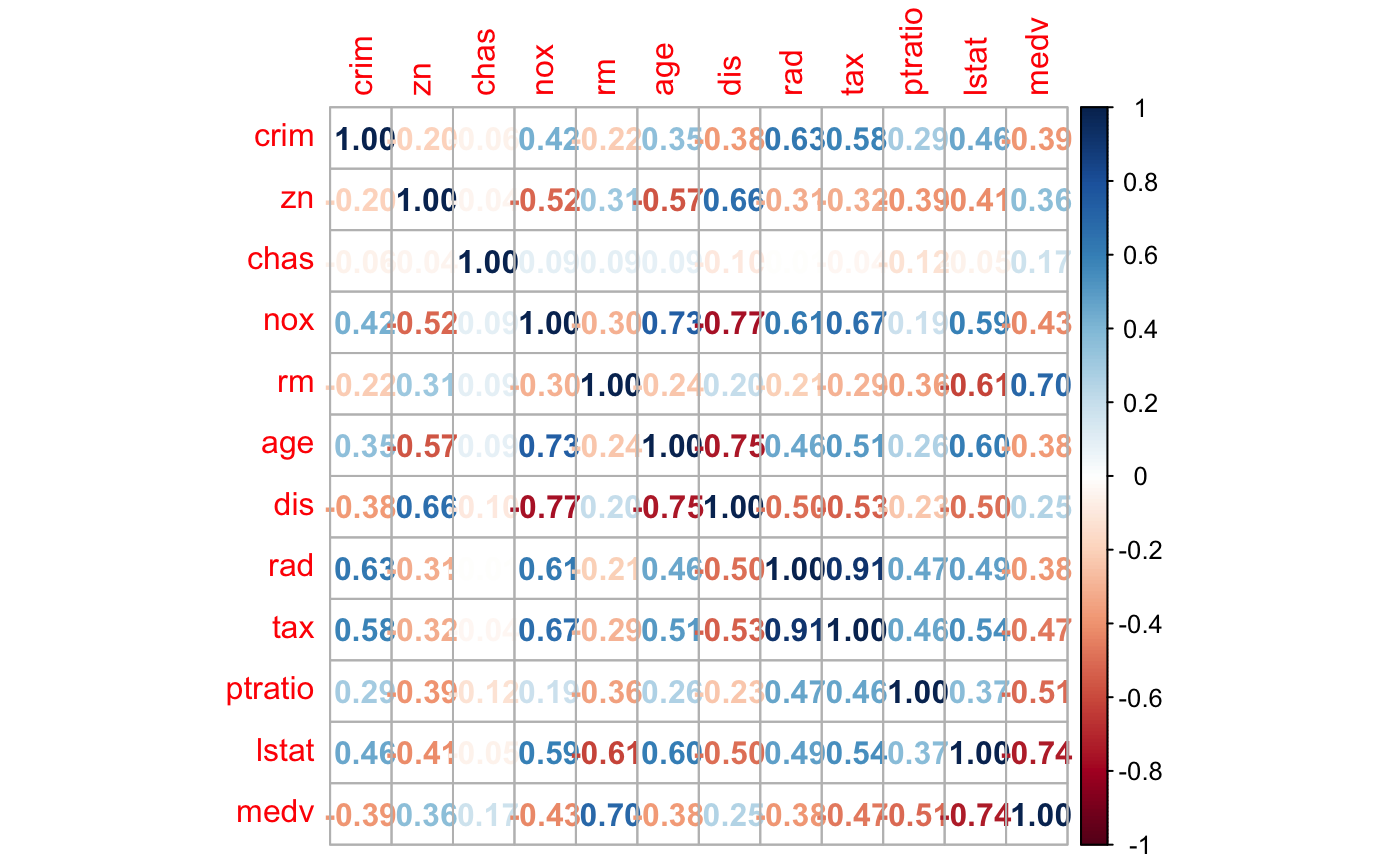 crim zn chas nox rm age dis rad tax ptratio lstat medv
crim 1.00 -0.20 -0.06 0.42 -0.22 0.35 -0.38 0.63 0.58 0.29 0.46 -0.39
zn -0.20 1.00 -0.04 -0.52 0.31 -0.57 0.66 -0.31 -0.32 -0.39 -0.41 0.36
chas -0.06 -0.04 1.00 0.09 0.09 0.09 -0.10 -0.04 -0.12 -0.05 0.17
nox 0.42 -0.52 0.09 1.00 -0.30 0.73 -0.77 0.61 0.67 0.19 0.59 -0.43
rm -0.22 0.31 0.09 -0.30 1.00 -0.24 0.20 -0.21 -0.29 -0.36 -0.61 0.70
age 0.35 -0.57 0.09 0.73 -0.24 1.00 -0.75 0.46 0.51 0.26 0.60 -0.38
dis -0.38 0.66 -0.10 -0.77 0.20 -0.75 1.00 -0.50 -0.53 -0.23 -0.50 0.25
rad 0.63 -0.31 0.61 -0.21 0.46 -0.50 1.00 0.91 0.47 0.49 -0.38
tax 0.58 -0.32 -0.04 0.67 -0.29 0.51 -0.53 0.91 1.00 0.46 0.54 -0.47
ptratio 0.29 -0.39 -0.12 0.19 -0.36 0.26 -0.23 0.47 0.46 1.00 0.37 -0.51
lstat 0.46 -0.41 -0.05 0.59 -0.61 0.60 -0.50 0.49 0.54 0.37 1.00 -0.74
medv -0.39 0.36 0.17 -0.43 0.70 -0.38 0.25 -0.38 -0.47 -0.51 -0.74 1.00
1
0.8
0.6
0.4
0.2
0
-0.2
-0.4
-0.6
-0.8
-1